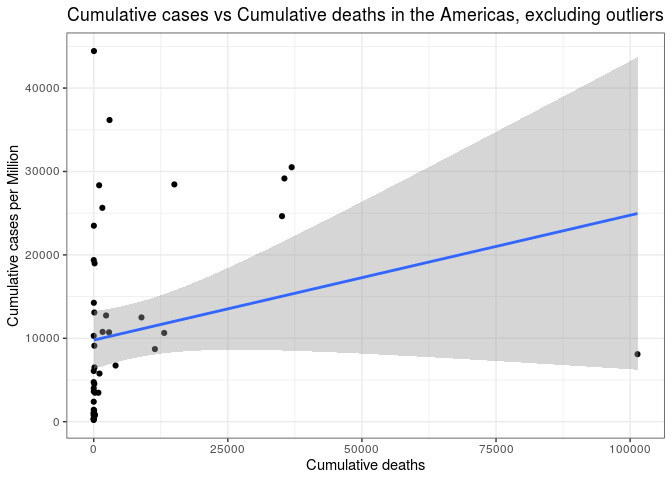 Cumulative cases vs Cumulative deaths in the Americas, excluding outliers
Cumulative cases per Million
40000
30000
20000
10000
0
0 25000 50000 75000 100000
Cumulative deaths